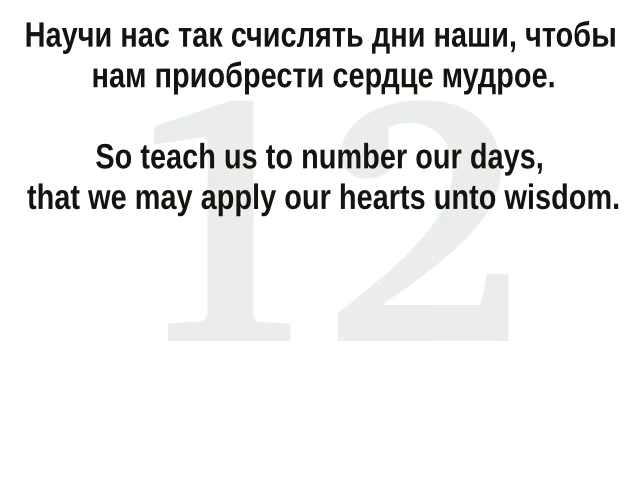 Научи нас так счислять дни наши, чтобы
нам приобрести сердце мудрое.
So teach us to number our days,
that we may apply our hearts unto wisdom.
12